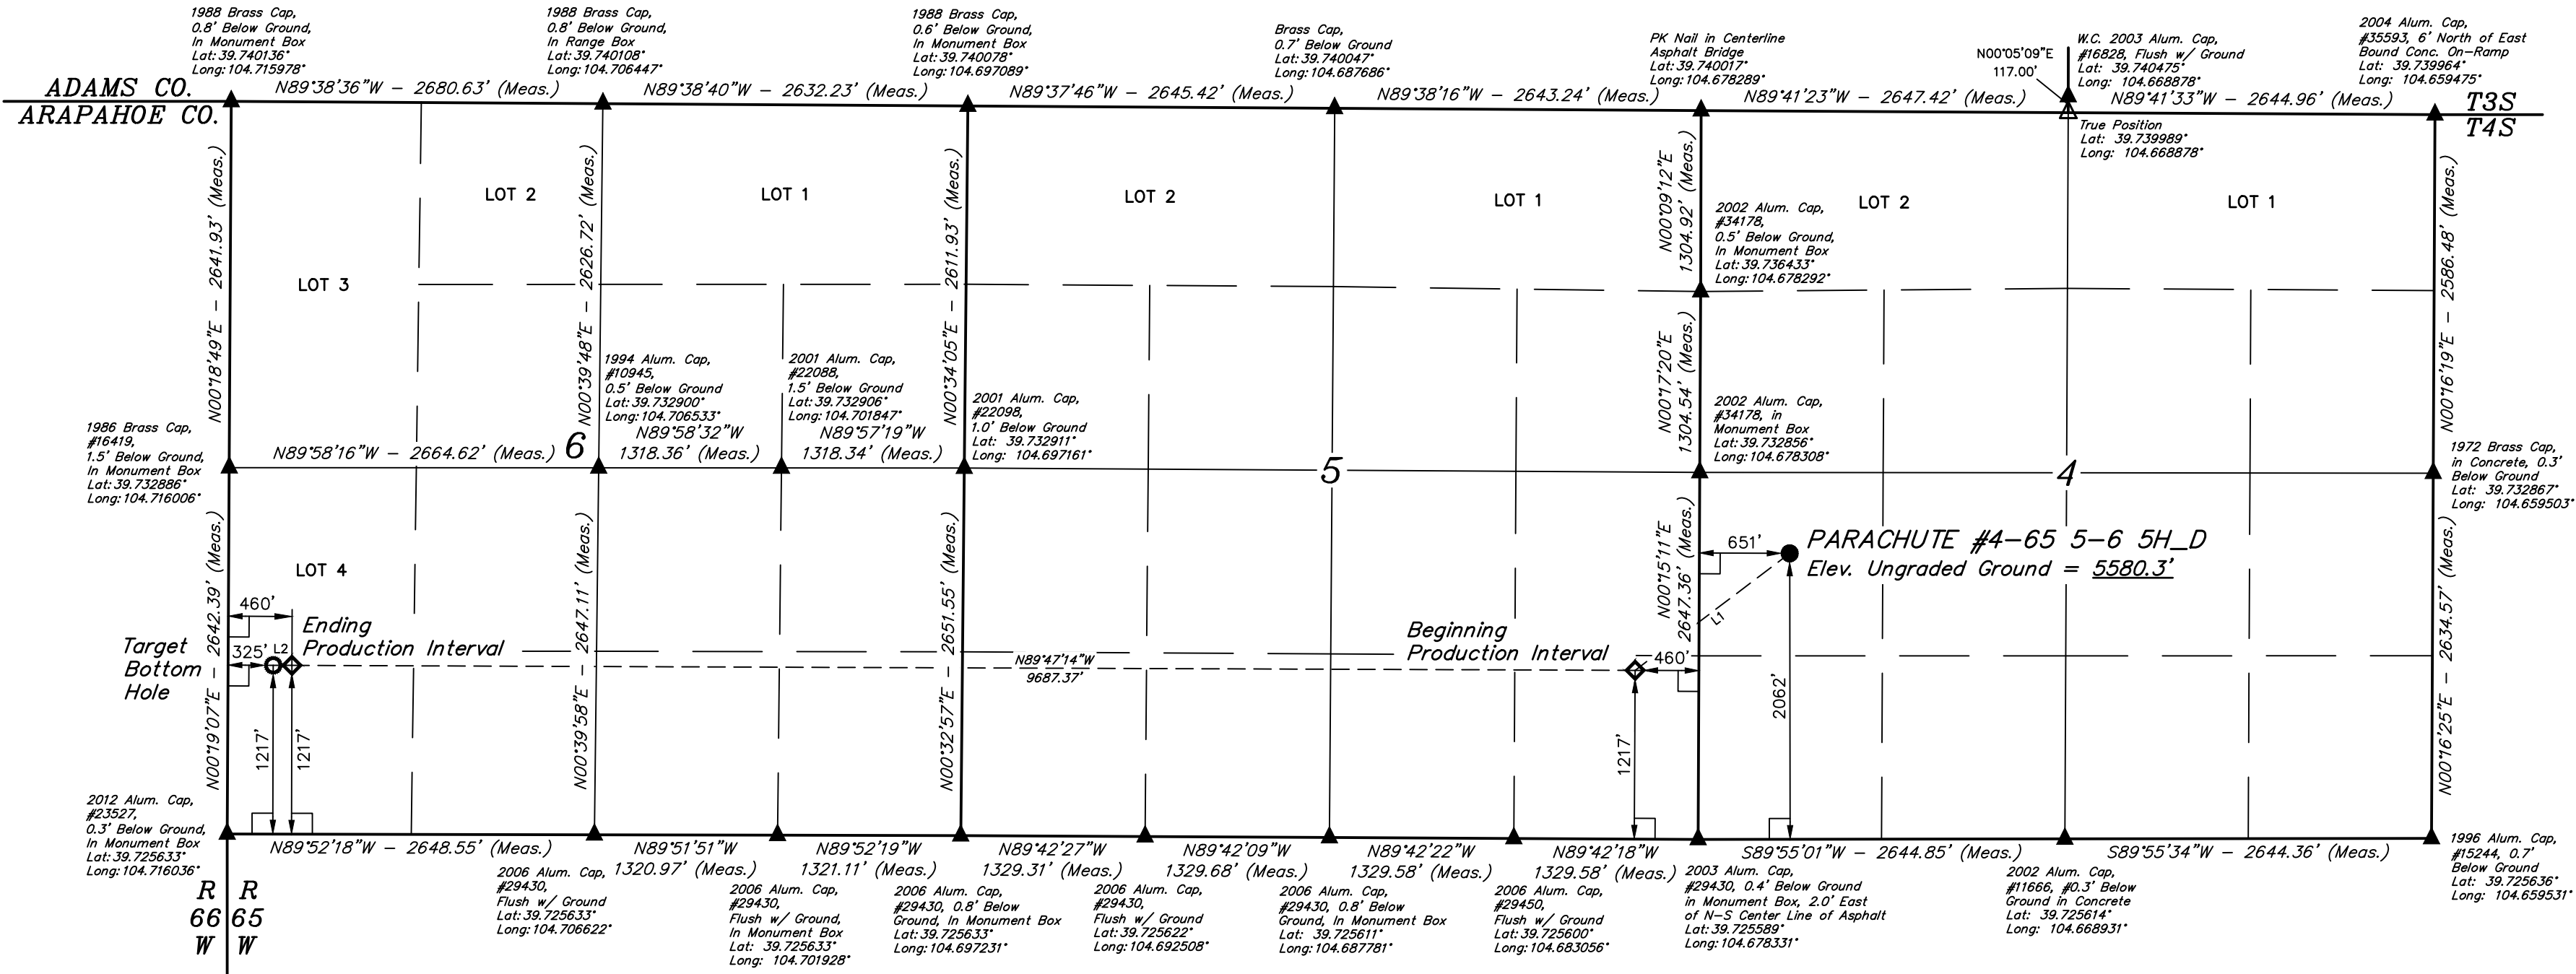 1988 Brass Cap,
0.8' Below Ground,
In Monument Box
Lat: 39.740136°
Long: 104.715978°
1988 Brass Cap,
0.8' Below Ground,
In Range Box
Lat: 39.740108°
Long: 104.706447°
1988 Brass Cap,
0.6' Below Ground,
In Monument Box
Lat: 39.740078°
Long: 104.697089°
Brass Cap,
0.7' Below Ground
Lat: 39.740047°
Long: 104.687686°
PK Nail in Centerline
Asphalt Bridge
Lat: 39.740017°
Long: 104.678289°
N00°05'09"E
117.00'
W.C. 2003 Alum. Cap,
#16828, Flush w/ Ground
Lat: 39.740475°
Long: 104.668878°
2004 Alum. Cap,
#35593, 6' North of East
Bound Conc. On-Ramp
Lat: 39.739964°
Long: 104.659475°
ADAMS CO.
ARAPAHOE CO.
N89°38'36"W - 2680.63' (Meas.)
N89°38'40"W - 2632.23' (Meas.)
N89°37'46"W - 2645.42' (Meas.)
N89°38'16"W - 2643.24' (Meas.)
N89°41'23"W - 2647.42' (Meas.)
N89°41'33"W - 2644.96' (Meas.)
T3S
T4S
True Position
Lat: 39.739989°
Long: 104.668878°
N00°18'49"E - 2641.93' (Meas.)
LOT 2
N00°39'48"E - 2626.72' (Meas.)
LOT 1
N00°34'05"E - 2611.93' (Meas.)
LOT 2
LOT 1
N00°09'12"E
1304.92' (Meas.)
2002 Alum. Cap,
#34178,
0.5' Below Ground,
In Monument Box
Lat: 39.736433°
Long: 104.678292°
LOT 2
LOT 1
N00°16'19"E - 2586.48' (Meas.)
LOT 3
1994 Alum. Cap,
#10945,
0.5' Below Ground
Lat: 39.732900°
Long: 104.706533°
2001 Alum. Cap,
#22088,
1.5' Below Ground
Lat: 39.732906°
Long: 104.701847°
2001 Alum. Cap,
#22098,
1.0' Below Ground
Lat: 39.732911°
Long: 104.697161°
N00°17'20"E
1304.54' (Meas.)
2002 Alum. Cap,
#34178, in
Monument Box
Lat: 39.732856°
Long: 104.678308°
1986 Brass Cap,
#16419,
1.5' Below Ground,
In Monument Box
Lat: 39.732886°
Long: 104.716006°
N89°58'16"W - 2664.62' (Meas.)
6
N89°58'32"W
1318.36' (Meas.)
N89°57'19"W
1318.34' (Meas.)
5
4
1972 Brass Cap,
in Concrete, 0.3'
Below Ground
Lat: 39.732867°
Long: 104.659503°
N00°19'07"E - 2642.39' (Meas.)
LOT 4
N00°39'58"E - 2647.11' (Meas.)
N00°32'57"E - 2651.55' (Meas.)
N00°15'11"E
2647.36' (Meas.)
651'
PARACHUTE #4-65 5-6 5H_D
Elev. Ungraded Ground = 5580.3'
L1
2062'
N00°16'25"E - 2634.57' (Meas.)
460'
Ending
Production Interval
Target
Bottom
Hole
325'
L2
1217'
1217'
N89°47'14"W
9687.37'
Beginning
Production Interval
460'
1217'
2012 Alum. Cap,
#23527,
0.3' Below Ground,
In Monument Box
Lat: 39.725633°
Long: 104.716036°
N89°52'18"W - 2648.55' (Meas.)
N89°51'51"W
1320.97' (Meas.)
N89°52'19"W
1321.11' (Meas.)
N89°42'27"W
1329.31' (Meas.)
N89°42'09"W
1329.68' (Meas.)
N89°42'22"W
1329.58' (Meas.)
N89°42'18"W
1329.58' (Meas.)
S89°55'01"W - 2644.85' (Meas.)
S89°55'34"W - 2644.36' (Meas.)
R R
66 65
W W
2006 Alum. Cap,
#29430,
Flush w/ Ground
Lat: 39.725633°
Long: 104.706622°
2006 Alum. Cap,
#29430,
Flush w/ Ground,
In Monument Box
Lat: 39.725633°
Long: 104.701928°
2006 Alum. Cap,
#29430, 0.8' Below
Ground, In Monument Box
Lat: 39.725633°
Long: 104.697231°
2006 Alum. Cap,
#29430,
Flush w/ Ground
Lat: 39.725622°
Long: 104.692508°
2006 Alum. Cap,
#29430, 0.8' Below
Ground, In Monument Box
Lat: 39.725611°
Long: 104.687781°
2006 Alum. Cap,
#29450,
Flush w/ Ground
Lat: 39.725600°
Long: 104.683056°
2003 Alum. Cap,
#29430, 0.4' Below Ground
in Monument Box, 2.0' East
of N-S Center Line of Asphalt
Lat: 39.725589°
Long: 104.678331°
2002 Alum. Cap,
#11666, #0.3' Below
Ground in Concrete
Lat: 39.725614°
Long: 104.668931°
1996 Alum. Cap,
#15244, 0.7'
Below Ground
Lat: 39.725636°
Long: 104.659531°